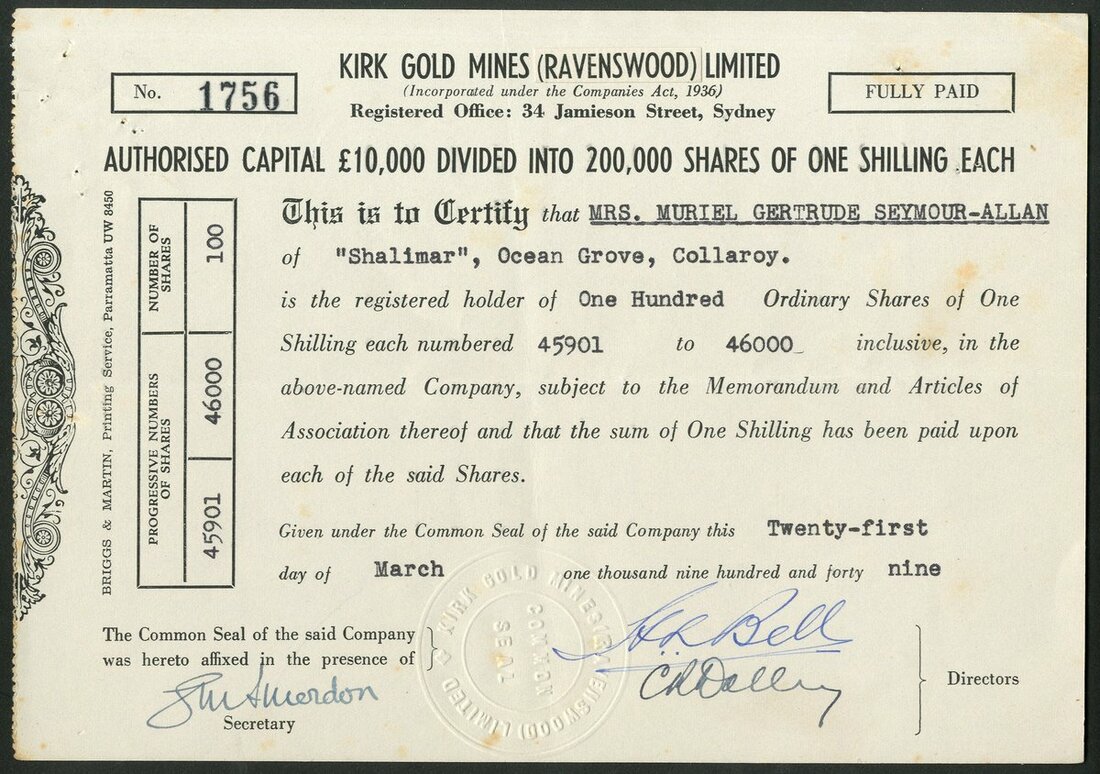 KIRK GOLD MINES (RAVENSWOOD) LIMITED
(Incorporated under the Companies Act, 1936)
Registered Office: 34 Jamieson Street, Sydney
No. 1756
FULLY PAID
AUTHORISED CAPITAL £10,000 DIVIDED INTO 200,000 SHARES OF ONE SHILLING EACH
BRIGGS & MARTIN, Printing Service, Parramatta UW 8450
PROGRESSIVE NUMBERS OF SHARES
NUMBER OF SHARES
45901 46000 100
This is to Certify that MRS. MURIEL GERTRUDE SEYMOUR-ALLAN
of "Shalimar", Ocean Grove, Collaroy.
is the registered holder of One Hundred Ordinary Shares of One
Shilling each numbered 45901 to 46000 inclusive, in the
above-named Company, subject to the Memorandum and Articles of
Association thereof and that the sum of One Shilling has been paid upon
each of the said Shares.
Given under the Common Seal of the said Company this Twenty-first
day of March one thousand nine hundred and forty nine
The Common Seal of the said Company
was hereto affixed in the presence of
Secretary
KIRK GOLD MINES (RAVENSWOOD) LIMITED
COMMON
SEAL
H.R. Bell
Directors